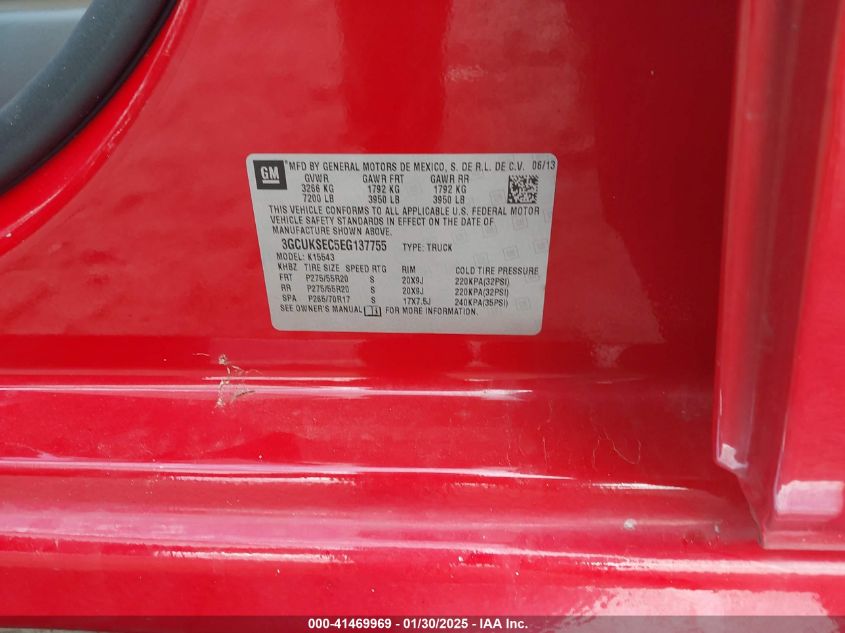 GM
MFD BY GENERAL MOTORS DE MEXICO, S. DE R.L. DE C.V. 06/13
GVWR GAWR FRT GAWR RR
3266 KG 1792 KG 1792 KG
7200 LB 3950 LB 3950 LB
THIS VEHICLE CONFORMS TO ALL APPLICABLE U.S. FEDERAL MOTOR
VEHICLE SAFETY STANDARDS IN EFFECT ON THE DATE OF
MANUFACTURE SHOWN ABOVE.
3GCUKSEC5EG137755 TYPE: TRUCK
MODEL: K15543
KHBZ TIRE SIZE SPEED RTG RIM COLD TIRE PRESSURE
FRT P275/55R20 S 20X9J 220KPA(32PSI)
RR P275/55R20 S 20X9J 220KPA(32PSI)
SPA P265/70R17 S 17X7.5J 240KPA(35PSI)
SEE OWNER'S MANUAL FOR MORE INFORMATION.
000-41469969 - 01/30/2025 - IAA Inc.